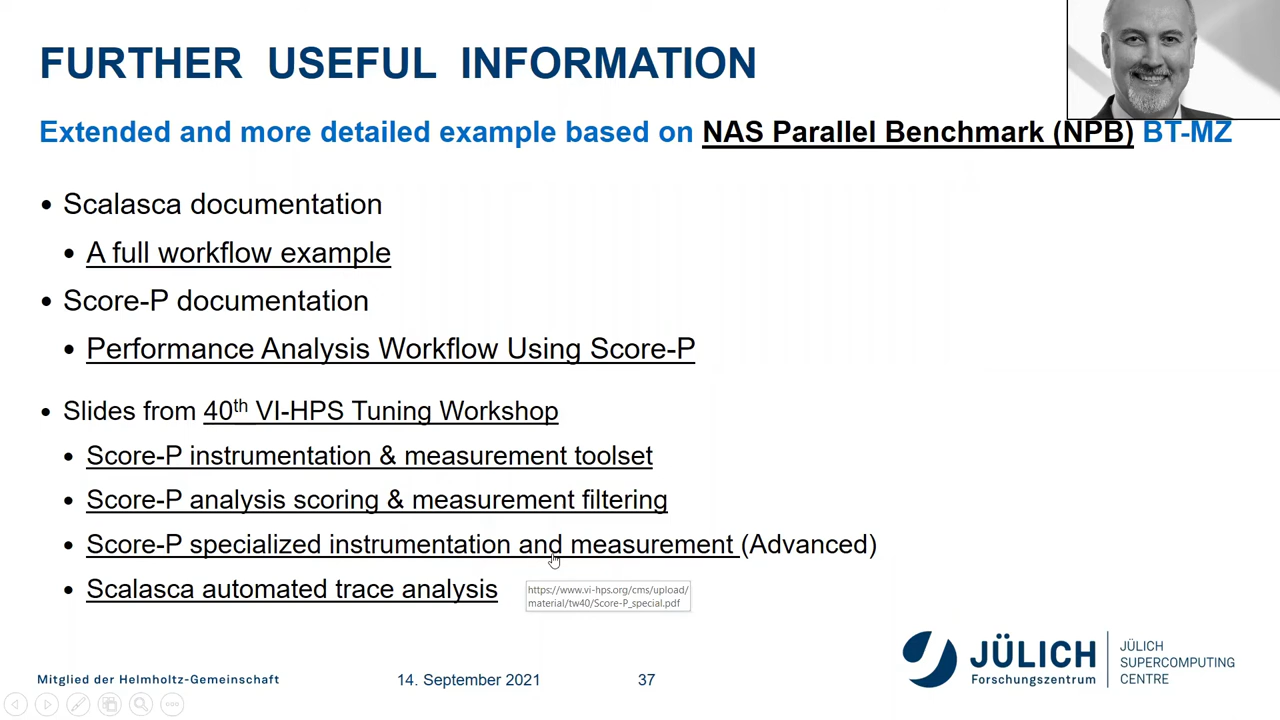 FURTHER USEFUL INFORMATION
Extended and more detailed example based on NAS Parallel Benchmark (NPB) BT-MZ
• Scalasca documentation
• A full workflow example
• Score-P documentation
• Performance Analysis Workflow Using Score-P
• Slides from 40th VI-HPS Tuning Workshop
• Score-P instrumentation & measurement toolset
• Score-P analysis scoring & measurement filtering
• Score-P specialized instrumentation and measurement (Advanced)
• Scalasca automated trace analysis
https://www.vi-hps.org/cms/upload/
material/tw40/Score-P_special.pdf
Mitglied der Helmholtz-Gemeinschaft
14. September 2021
37
JÜLICH
Forschungszentrum
JÜLICH
SUPERCOMPUTING
CENTRE